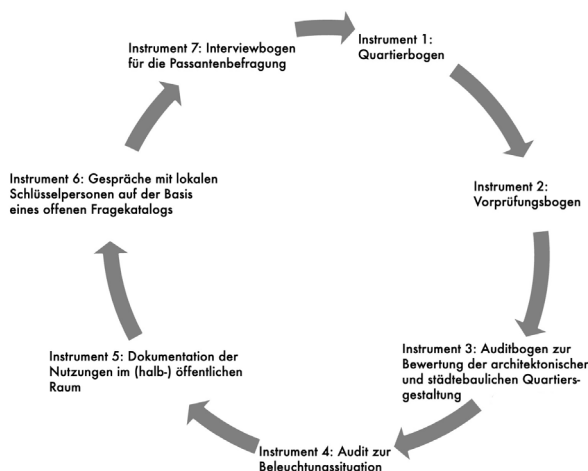 Instrument 1:
Quartierbogen
Instrument 2:
Vorprüfungsbogen
Instrument 3: Auditbogen zur
Bewertung der architektonischen
und städtebaulichen Quartiers-
gestaltung
Instrument 4: Audit zur
Beleuchtungssituation
Instrument 5: Dokumentation der
Nutzungen im (halb-) öffentlichen
Raum
Instrument 6: Gespräche mit lokalen
Schlüsselpersonen auf der Basis
eines offenen Fragekatalogs
Instrument 7: Interviewbogen
für die Passantenbefragung